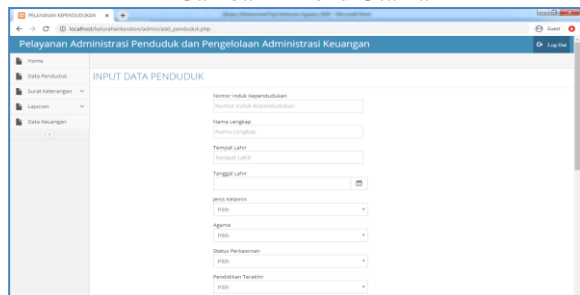 PELAYANAN KEPENDUDUKAN
localhost/kelurahankeraton/admin/add_penduduk.php
Guest
Pelayanan Administrasi Penduduk dan Pengelolaan Administrasi Keuangan
Log Out
Home
Data Penduduk
Surat Keterangan
Laporan
Data Keuangan
INPUT DATA PENDUDUK
Nomor Induk Kependudukan
Nomor Induk Kependudukan
Nama Lengkap
Nama Lengkap
Tempat Lahir
Tempat Lahir
Tanggal Lahir
Jenis Kelamin
Pilih
Agama
Pilih
Status Perkawinan
Pilih
Pendidikan Terakhir
Pilih